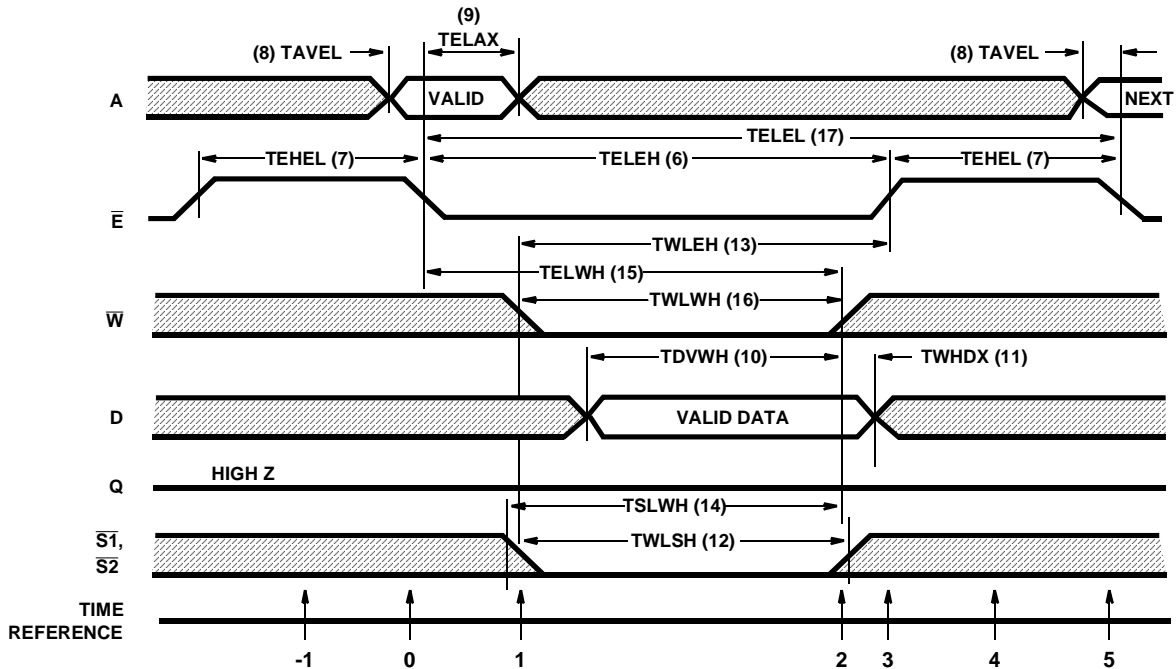 (9)
TELAX
(8) TAVEL
(8) TAVEL
A
VALID
NEXT
TELEL (17)
TEHEL (7)
TELEH (6)
TEHEL (7)
E
TWLEH (13)
TELWH (15)
W
TWLWH (16)
TDVWH (10)
TWHDX (11)
D
VALID DATA
HIGH Z
Q
TSLWH (14)
S1,
S2
TWLSH (12)
TIME
REFERENCE
-1 0 1 2 3 4 5